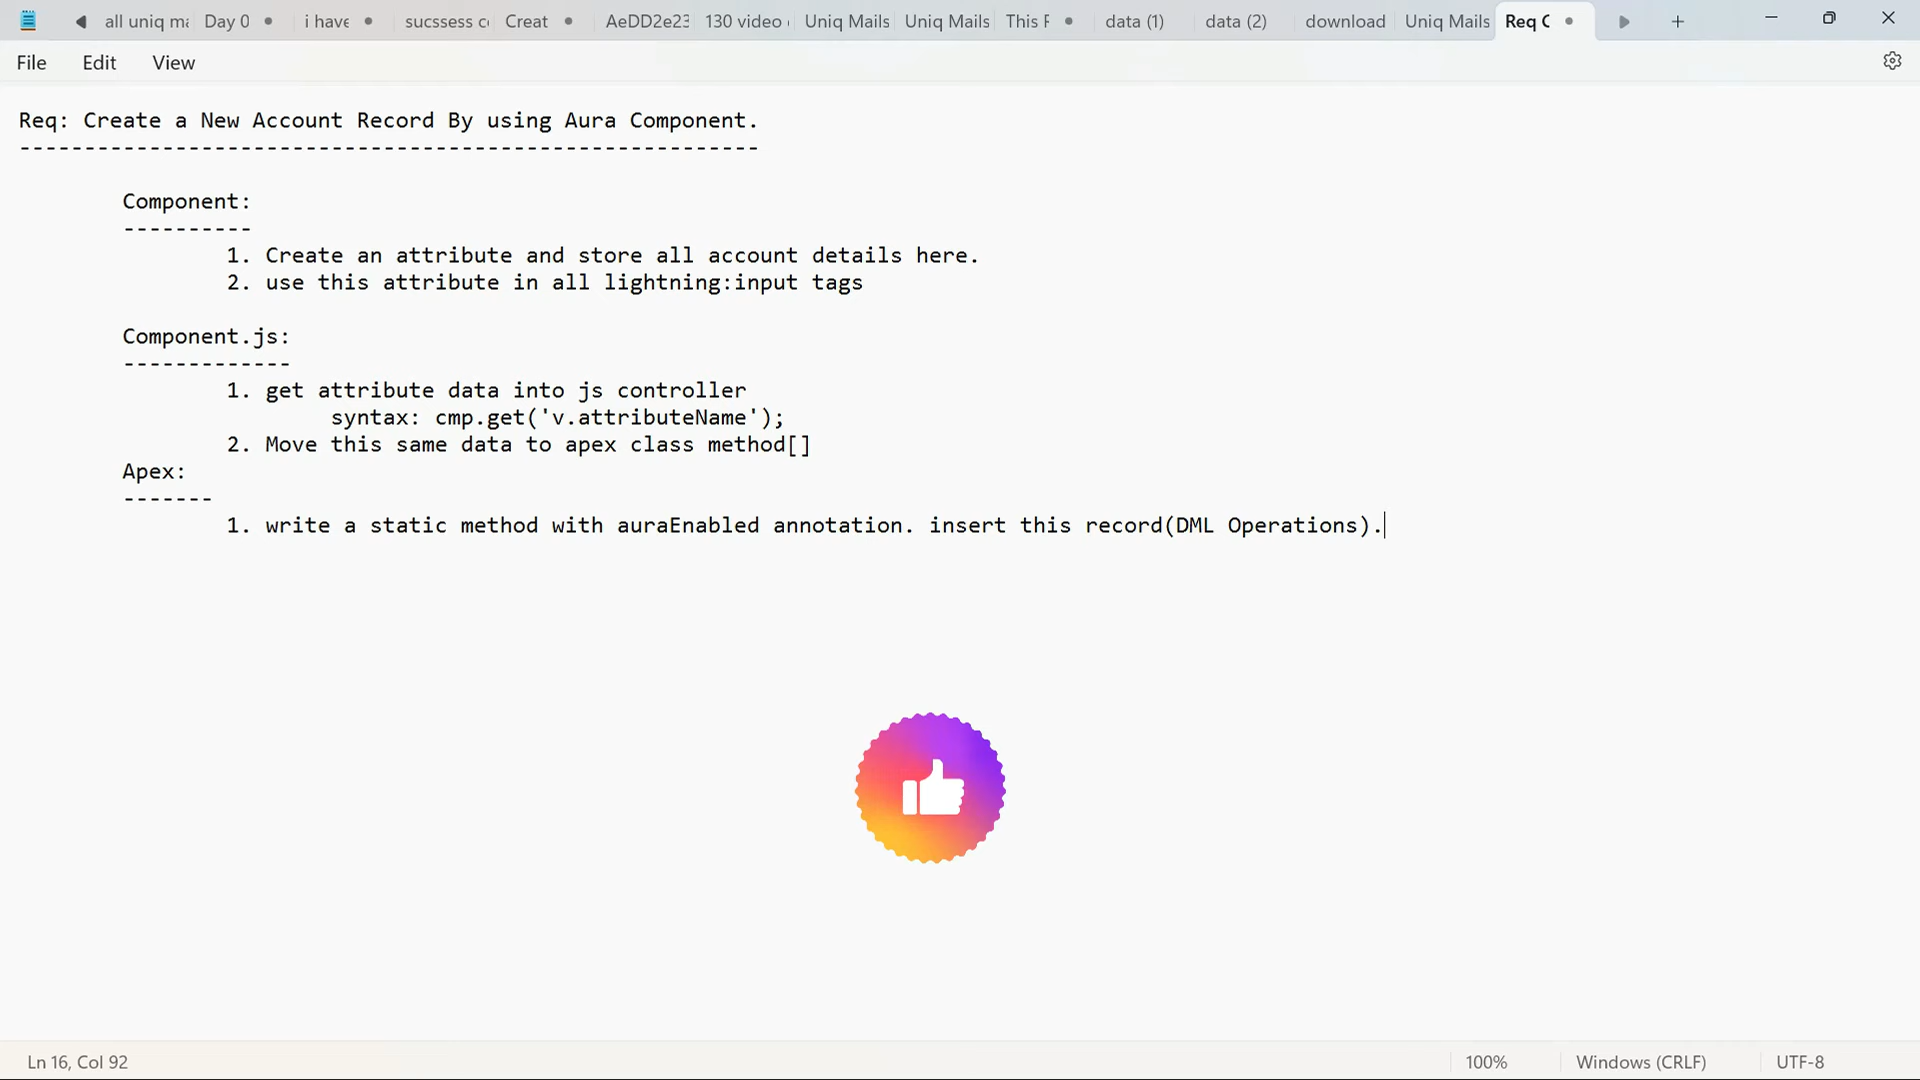 all uniq ma Day 0 i have sucssess co Creat AeDD2e23 130 video Uniq Mails Uniq Mails This F data (1) data (2) download Uniq Mails Req C
File Edit View
Req: Create a New Account Record By using Aura Component.
---------------------------------------------------------
Component:
----------
1. Create an attribute and store all account details here.
2. use this attribute in all lightning:input tags
Component.js:
-------------
1. get attribute data into js controller
syntax: cmp.get('v.attributeName');
2. Move this same data to apex class method[]
Apex:
-------
1. write a static method with auraEnabled annotation. insert this record(DML Operations).
Ln 16, Col 92 100% Windows (CRLF) UTF-8